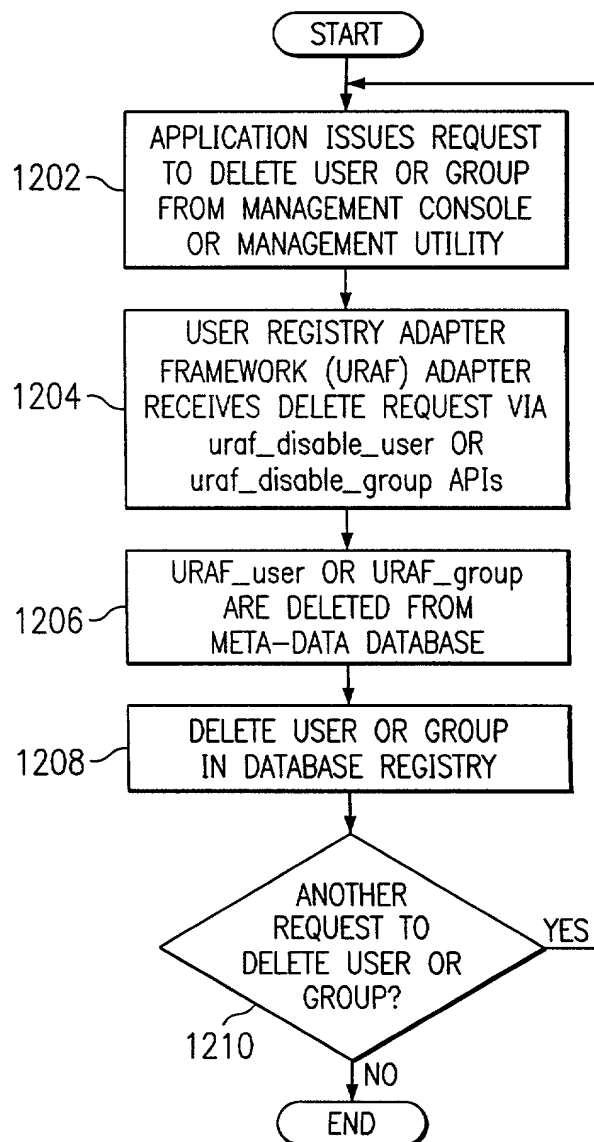 START
APPLICATION ISSUES REQUEST
TO DELETE USER OR GROUP
FROM MANAGEMENT CONSOLE
OR MANAGEMENT UTILITY
1202
USER REGISTRY ADAPTER
FRAMEWORK (URAF) ADAPTER
RECEIVES DELETE REQUEST VIA
uraf_disable_user OR
uraf_disable_group APIs
1204
URAF_user OR URAF_group
ARE DELETED FROM
META-DATA DATABASE
1206
DELETE USER OR GROUP
IN DATABASE REGISTRY
1208
ANOTHER
REQUEST TO
DELETE USER OR
GROUP?
YES
1210
NO
END